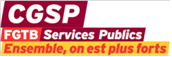 CGSP
FGTB Services Publics
Ensemble, on est plus forts